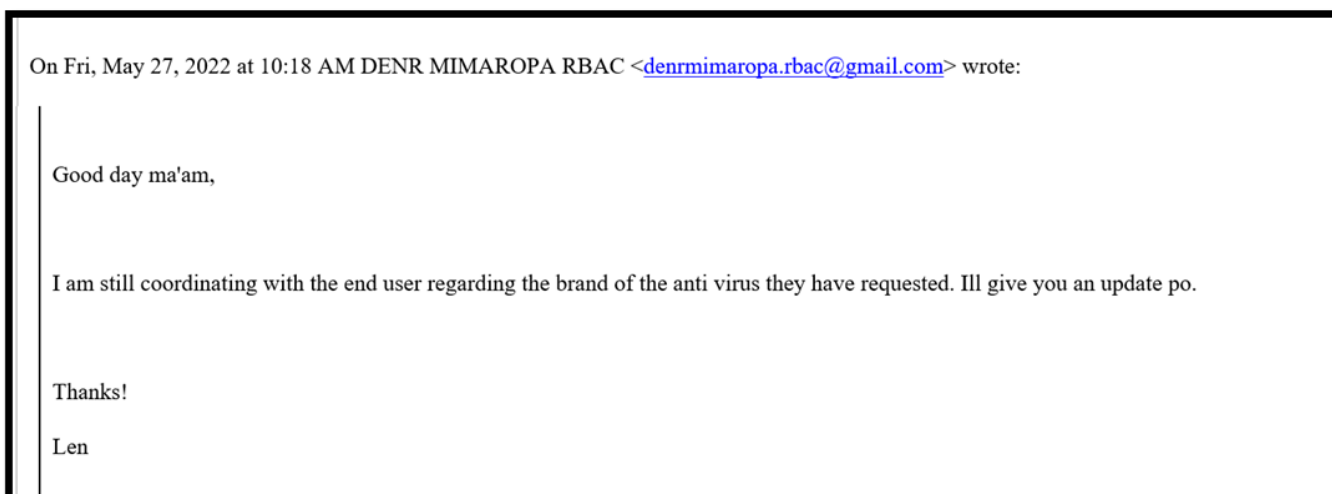 On Fri, May 27, 2022 at 10:18 AM DENR MIMAROPA RBAC <denrmimaropa.rbac@gmail.com> wrote:
Good day ma'am,
I am still coordinating with the end user regarding the brand of the anti virus they have requested. Ill give you an update po.
Thanks!
Len